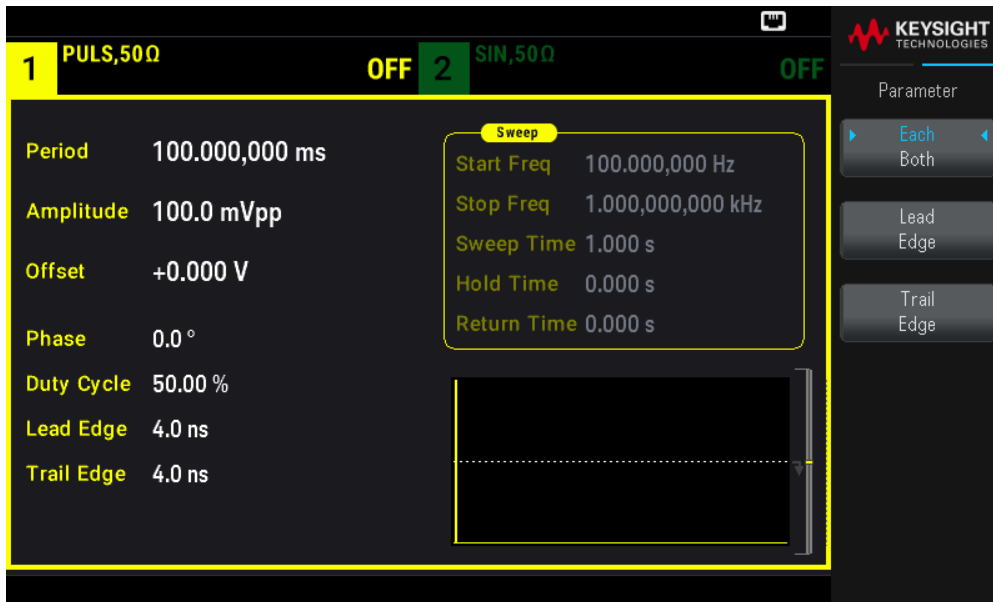 KEYSIGHT
TECHNOLOGIES
1 PULS,50Ω OFF 2 SIN,50Ω OFF
Parameter
Each
Both
Lead
Edge
Trail
Edge
Period 100.000,000 ms
Amplitude 100.0 mVpp
Offset +0.000 V
Phase 0.0 °
Duty Cycle 50.00 %
Lead Edge 4.0 ns
Trail Edge 4.0 ns
Sweep
Start Freq 100.000,000 Hz
Stop Freq 1.000,000,000 kHz
Sweep Time 1.000 s
Hold Time 0.000 s
Return Time 0.000 s